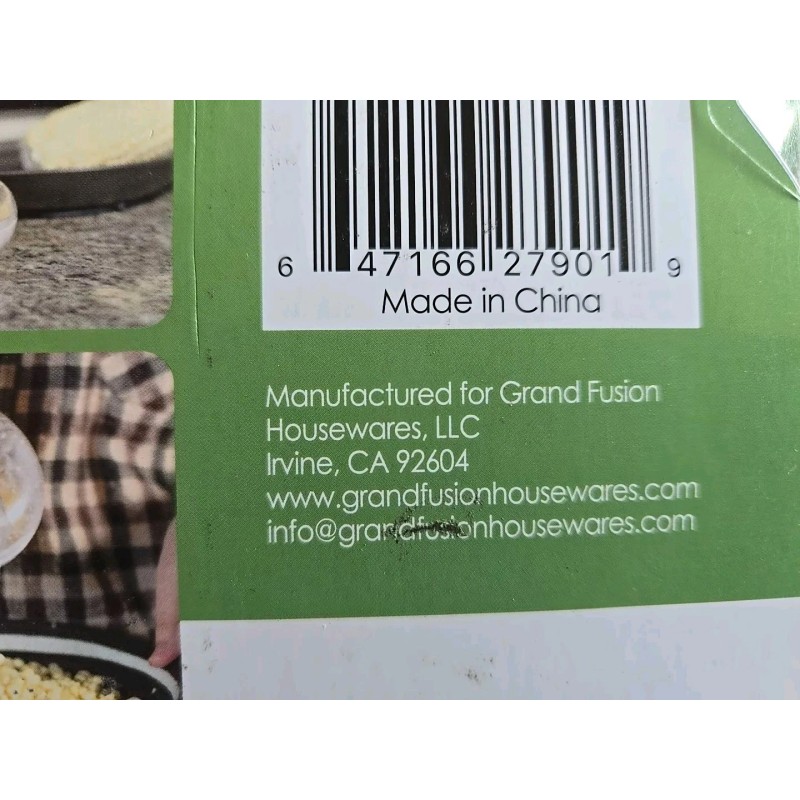 6 47166 27901 9
Made in China
Manufactured for Grand Fusion
Housewares, LLC
Irvine, CA 92604
www.grandfusionhousewares.com
info@grandfusionhousewares.com